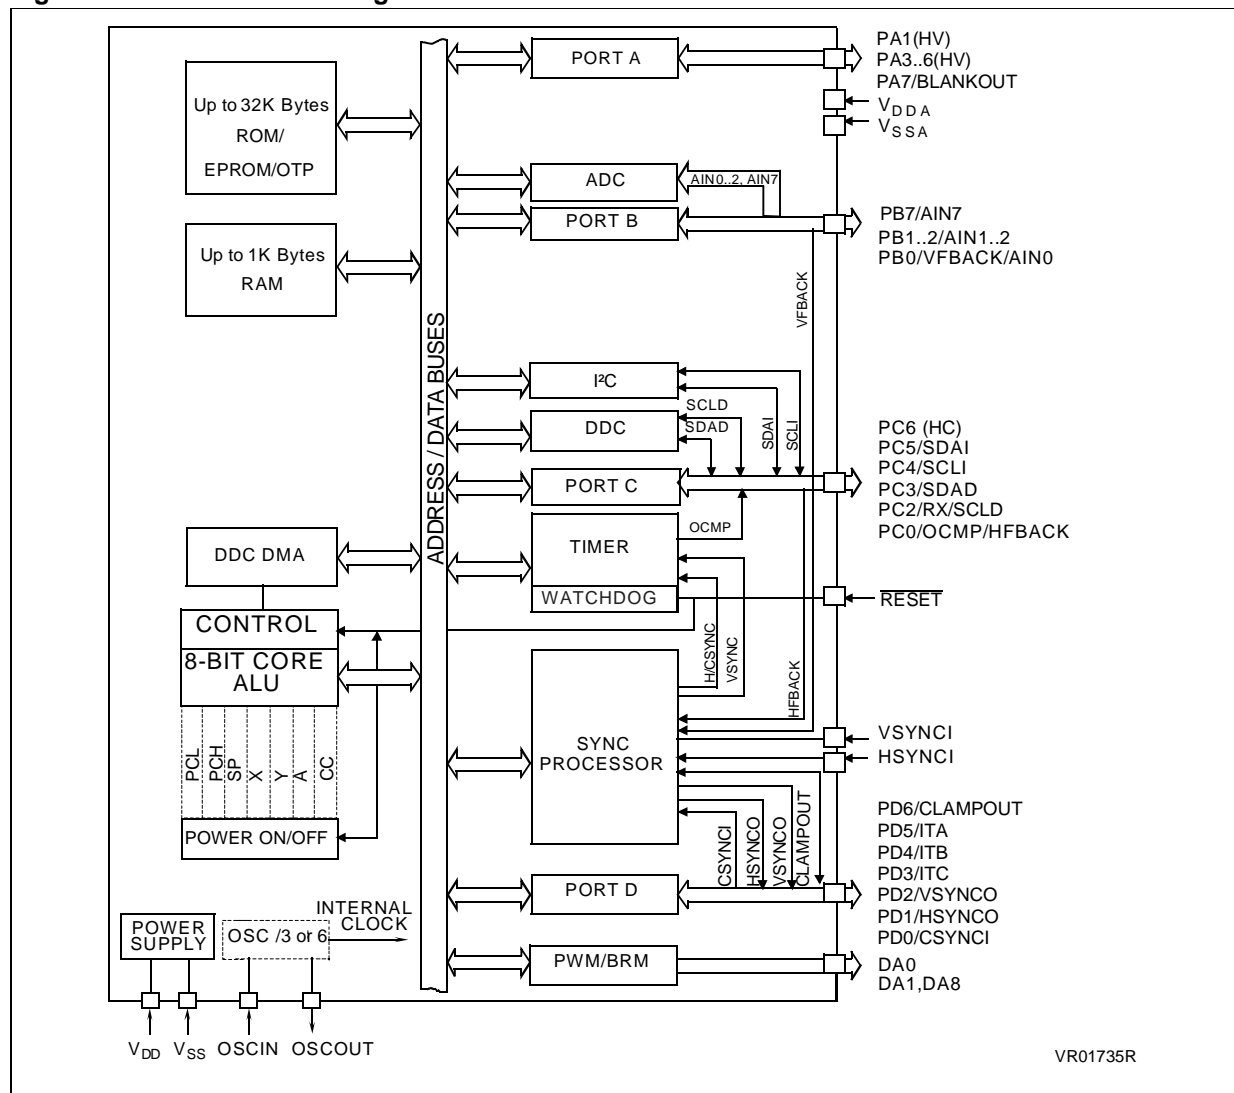 PORT A
PA1(HV)
PA3..6(HV)
PA7/BLANKOUT
VDDA
VSSA
Up to 32K Bytes
ROM/
EPROM/OTP
ADC
AIN0..2, AIN7
PORT B
PB7/AIN7
PB1..2/AIN1..2
PB0/VFBACK/AIN0
Up to 1K Bytes
RAM
VFBACK
ADDRESS / DATA BUSES
I²C
SCLD
DDC
SDAD
SDAI
SCLI
PORT C
PC6 (HC)
PC5/SDAI
PC4/SCLI
PC3/SDAD
PC2/RX/SCLD
PC0/OCMP/HFBACK
OCMP
TIMER
WATCHDOG
DDC DMA
RESET
CONTROL
8-BIT CORE
ALU
H/CSYNC
VSYNC
HFBACK
PCL
PCH
SP
X
Y
A
CC
POWER ON/OFF
SYNC
PROCESSOR
VSYNCI
HSYNCI
CSYNCI
HSYNCO
VSYNCO
CLAMPOUT
PORT D
PD6/CLAMPOUT
PD5/ITA
PD4/ITB
PD3/ITC
PD2/VSYNCO
PD1/HSYNCO
PD0/CSYNCI
POWER
SUPPLY
OSC /3 or 6
INTERNAL
CLOCK
PWM/BRM
DA0
DA1,DA8
VDD
VSS
OSCIN
OSCOUT
VR01735R